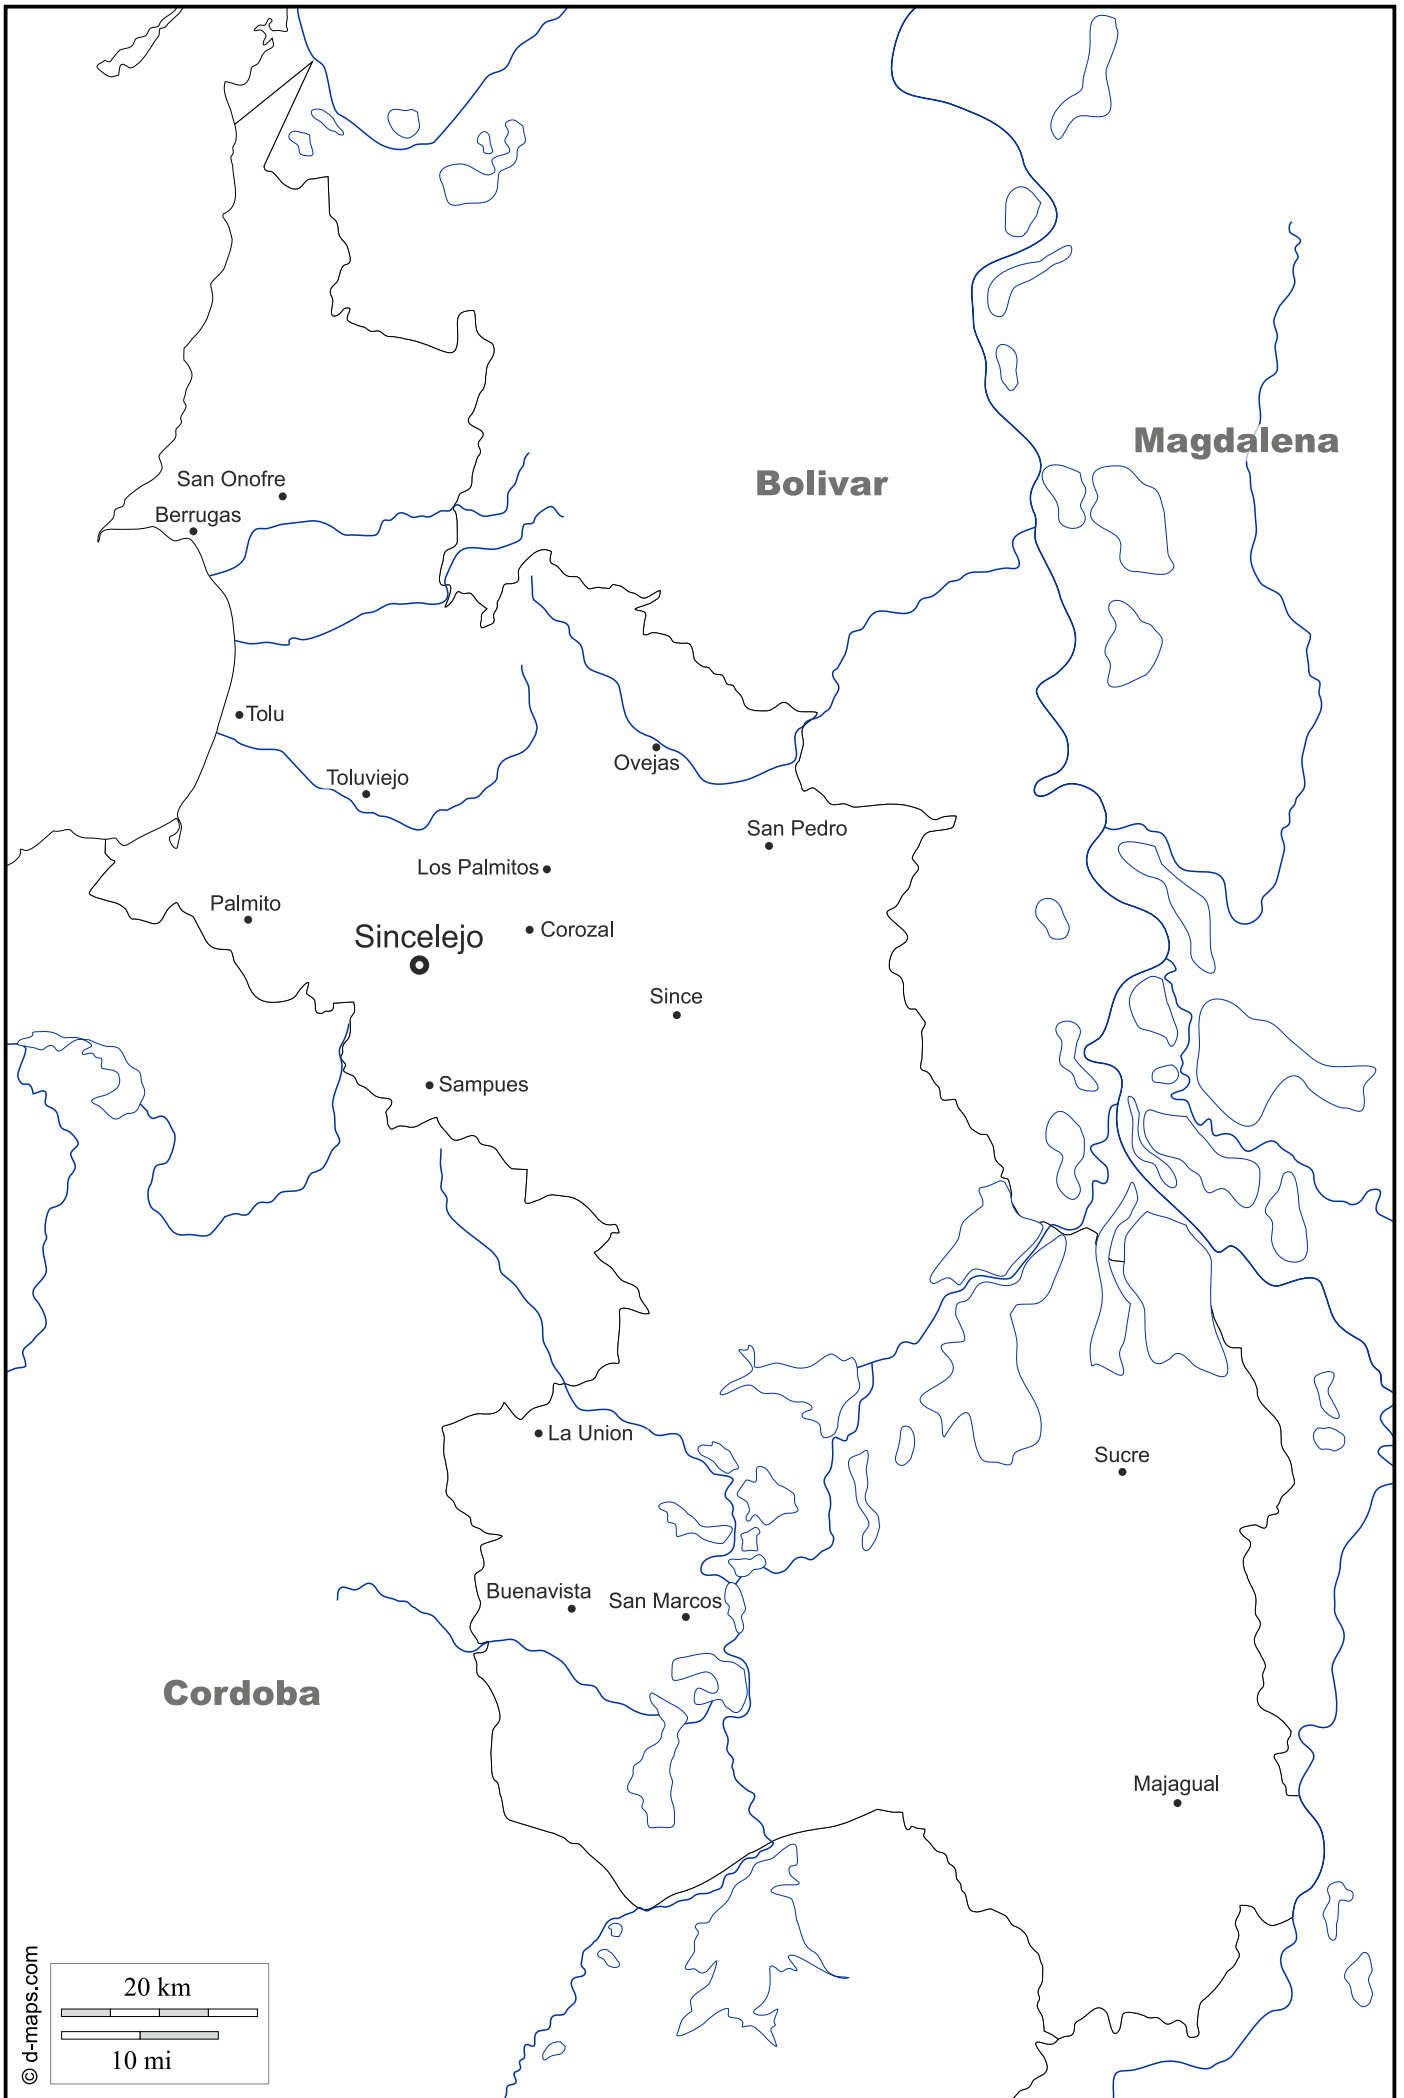 Magdalena
Bolivar
San Onofre
Berrugas
Tolu
Ovejas
Toluviejo
San Pedro
Los Palmitos
Palmito
Corozal
Sincelejo
Since
Sampues
La Union
Sucre
Buenavista
San Marcos
Cordoba
Majagual
20 km
10 mi
© d-maps.com